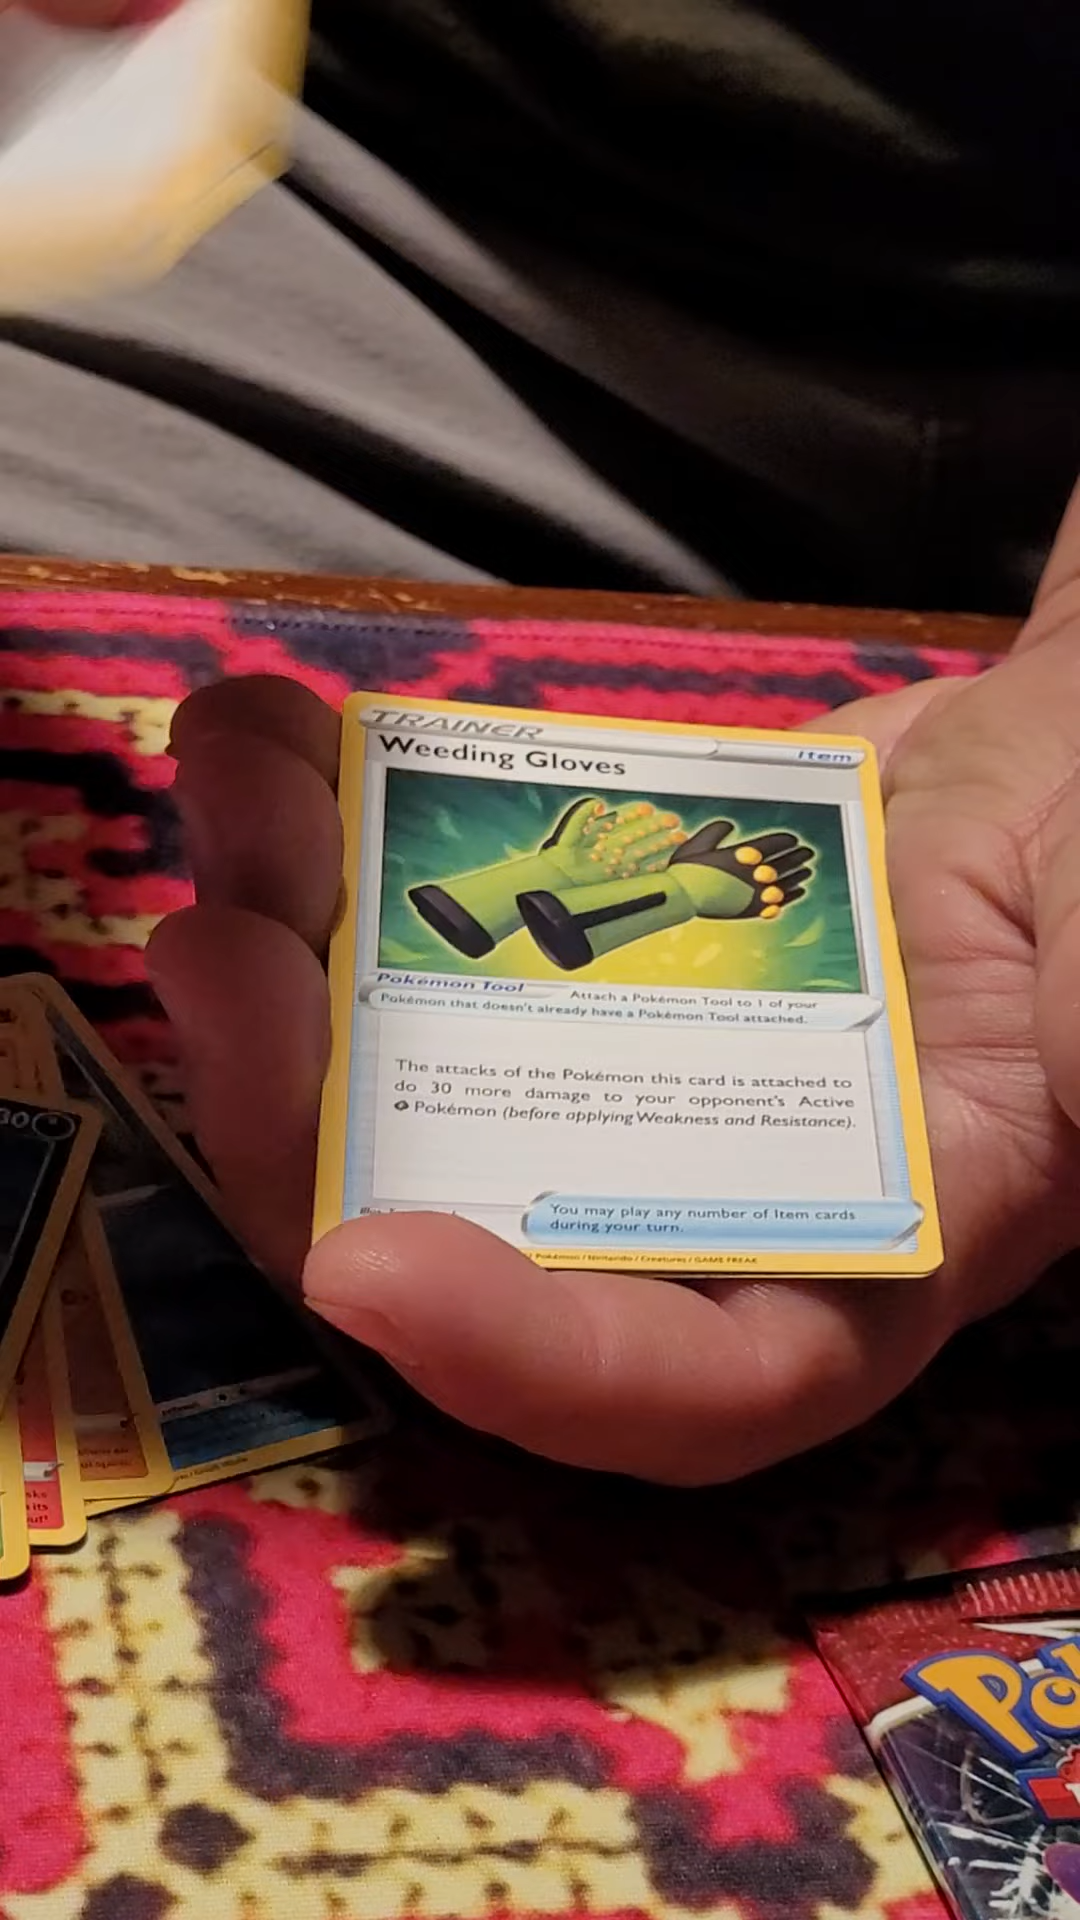 TRAINER
Item
Weeding Gloves
Pokémon Tool
Attach a Pokémon Tool to 1 of your
Pokémon that doesn't already have a Pokémon Tool attached.
The attacks of the Pokémon this card is attached to
do 30 more damage to your opponent's Active
Pokémon (before applying Weakness and Resistance).
You may play any number of Item cards
during your turn.
Pokémon / Nintendo / Creatures / GAME FREAK
30
its
Pok